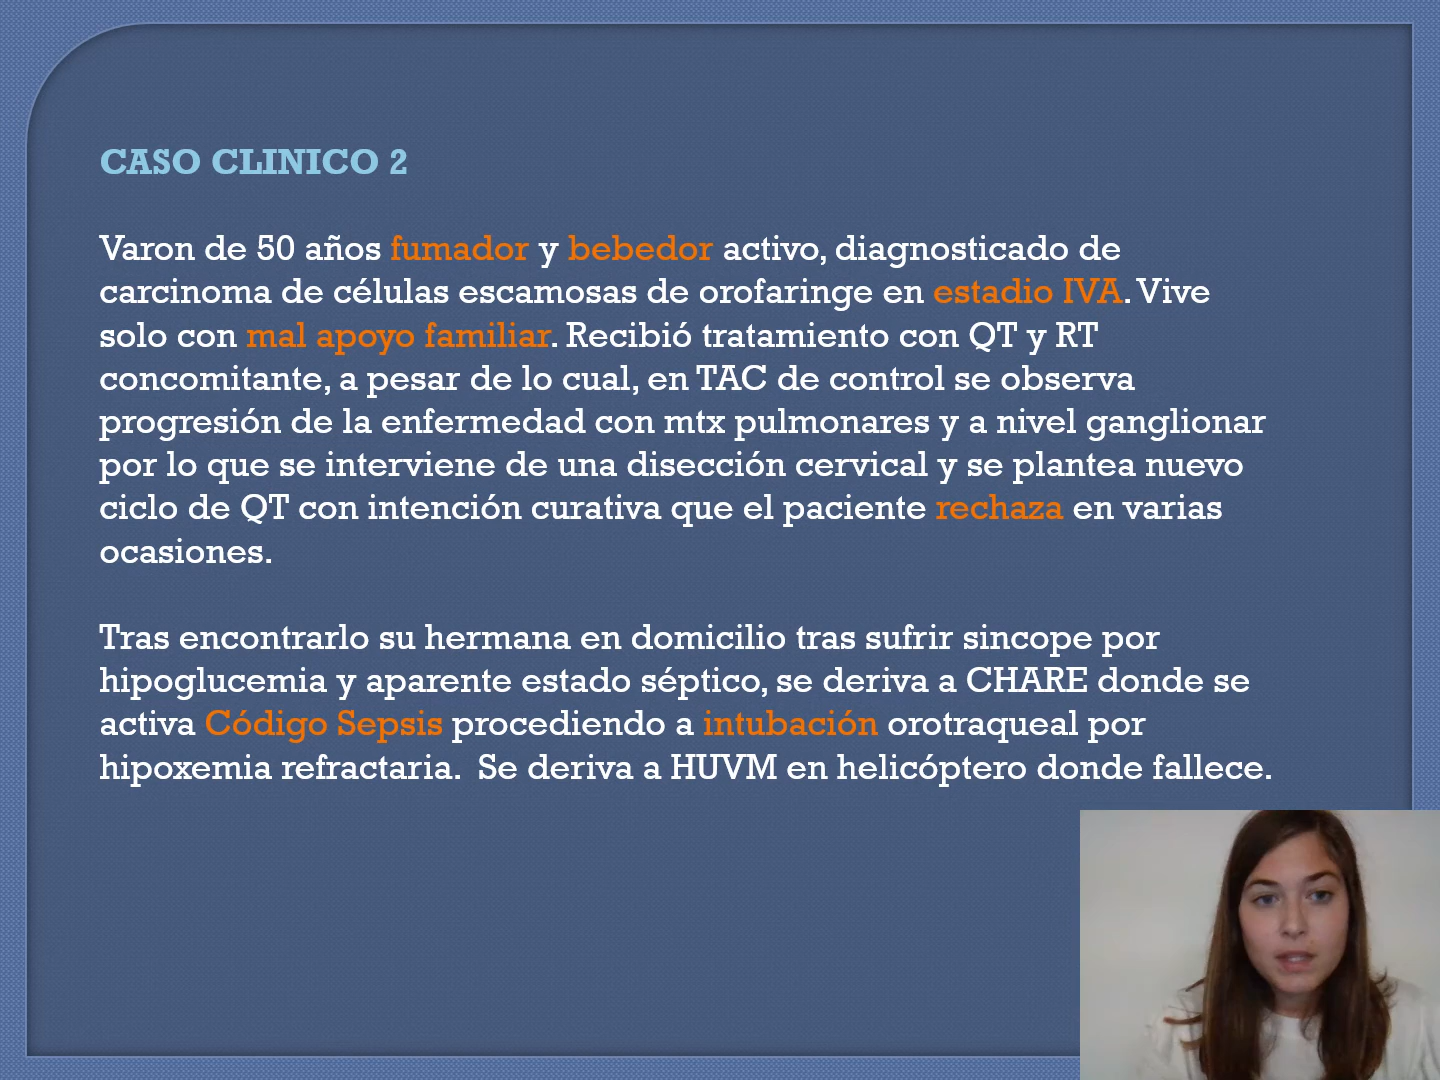 CASO CLINICO 2
Varon de 50 años fumador y bebedor activo, diagnosticado de
carcinoma de células escamosas de orofaringe en estadio IVA. Vive
solo con mal apoyo familiar. Recibió tratamiento con QT y RT
concomitante, a pesar de lo cual, en TAC de control se observa
progresión de la enfermedad con mtx pulmonares y a nivel ganglionar
por lo que se interviene de una disección cervical y se plantea nuevo
ciclo de QT con intención curativa que el paciente rechaza en varias
ocasiones.
Tras encontrarlo su hermana en domicilio tras sufrir sincope por
hipoglucemia y aparente estado séptico, se deriva a CHARE donde se
activa Código Sepsis procediendo a intubación orotraqueal por
hipoxemia refractaria. Se deriva a HUVM en helicóptero donde fallece.